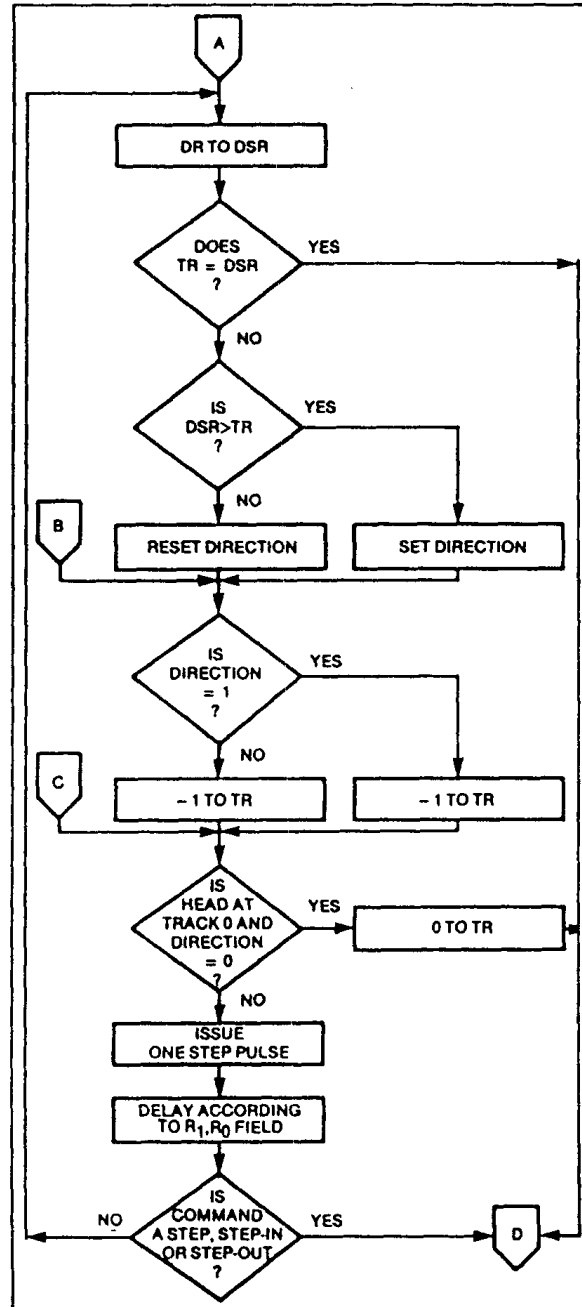 A
DR TO DSR
DOES
TR = DSR
?
YES
NO
IS
DSR>TR
?
YES
NO
B
RESET DIRECTION
SET DIRECTION
IS
DIRECTION
= 1
?
YES
NO
C
- 1 TO TR
- 1 TO TR
IS
HEAD AT
TRACK 0 AND
DIRECTION
= 0
?
YES
0 TO TR
NO
ISSUE
ONE STEP PULSE
DELAY ACCORDING
TO R1,R0 FIELD
IS
COMMAND
A STEP, STEP-IN
OR STEP-OUT
?
NO
YES
D